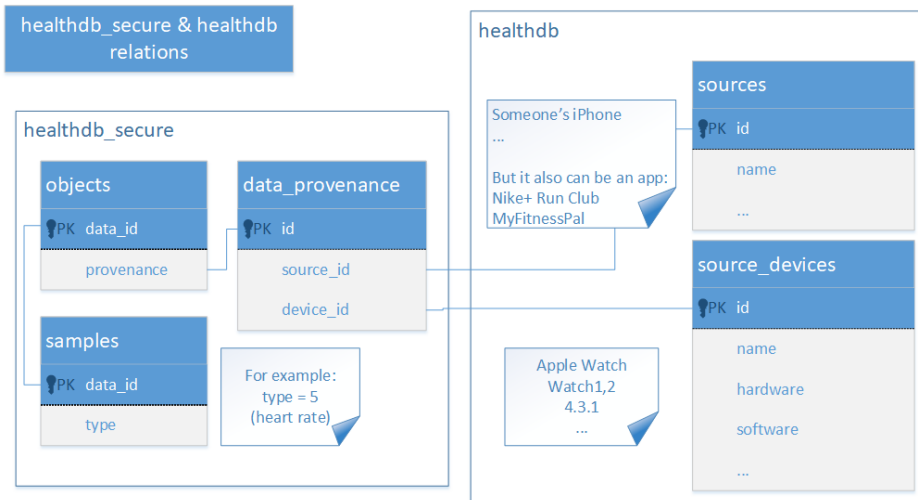 healthdb_secure & healthdb
relations
healthdb_secure
objects
PK data_id
provenance
data_provenance
PK id
source_id
device_id
samples
PK data_id
type
For example:
type = 5
(heart rate)
healthdb
Someone's iPhone
...
But it also can be an app:
Nike+ Run Club
MyFitnessPal
sources
PK id
name
...
source_devices
PK id
name
hardware
software
...
Apple Watch
Watch1,2
4.3.1
...